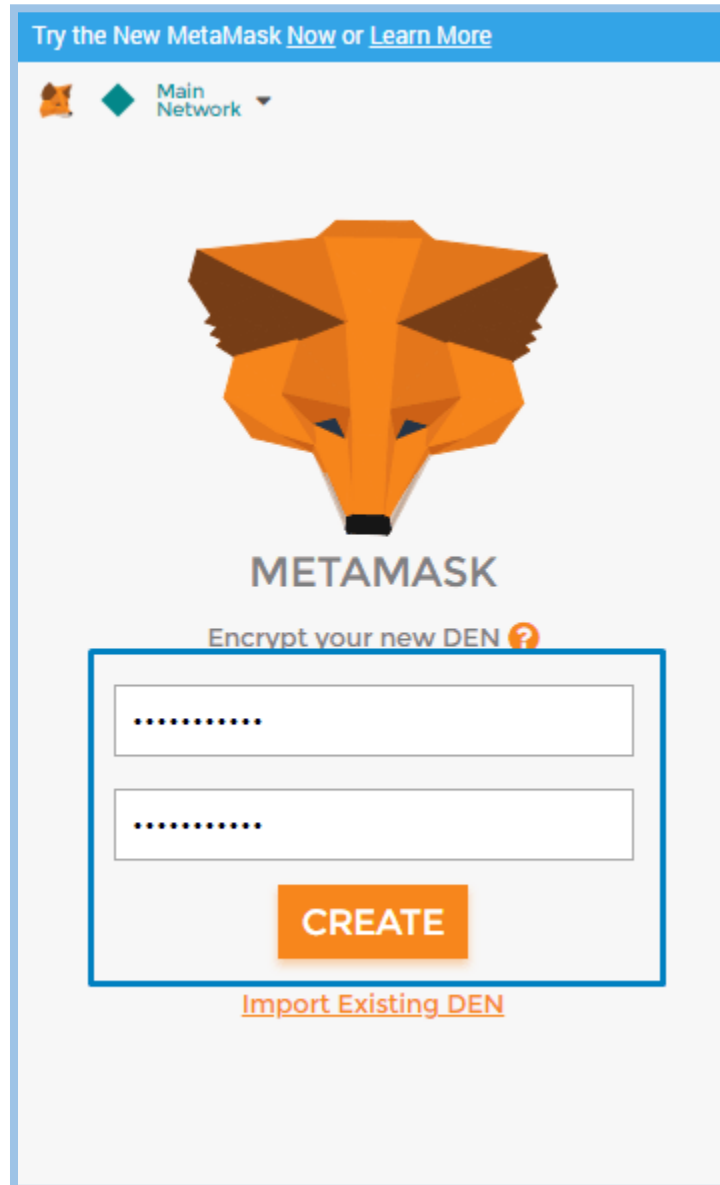 Try the New MetaMask Now or Learn More
Main
Network
METAMASK
Encrypt your new DEN ?
•••••••••••
•••••••••••
CREATE
Import Existing DEN